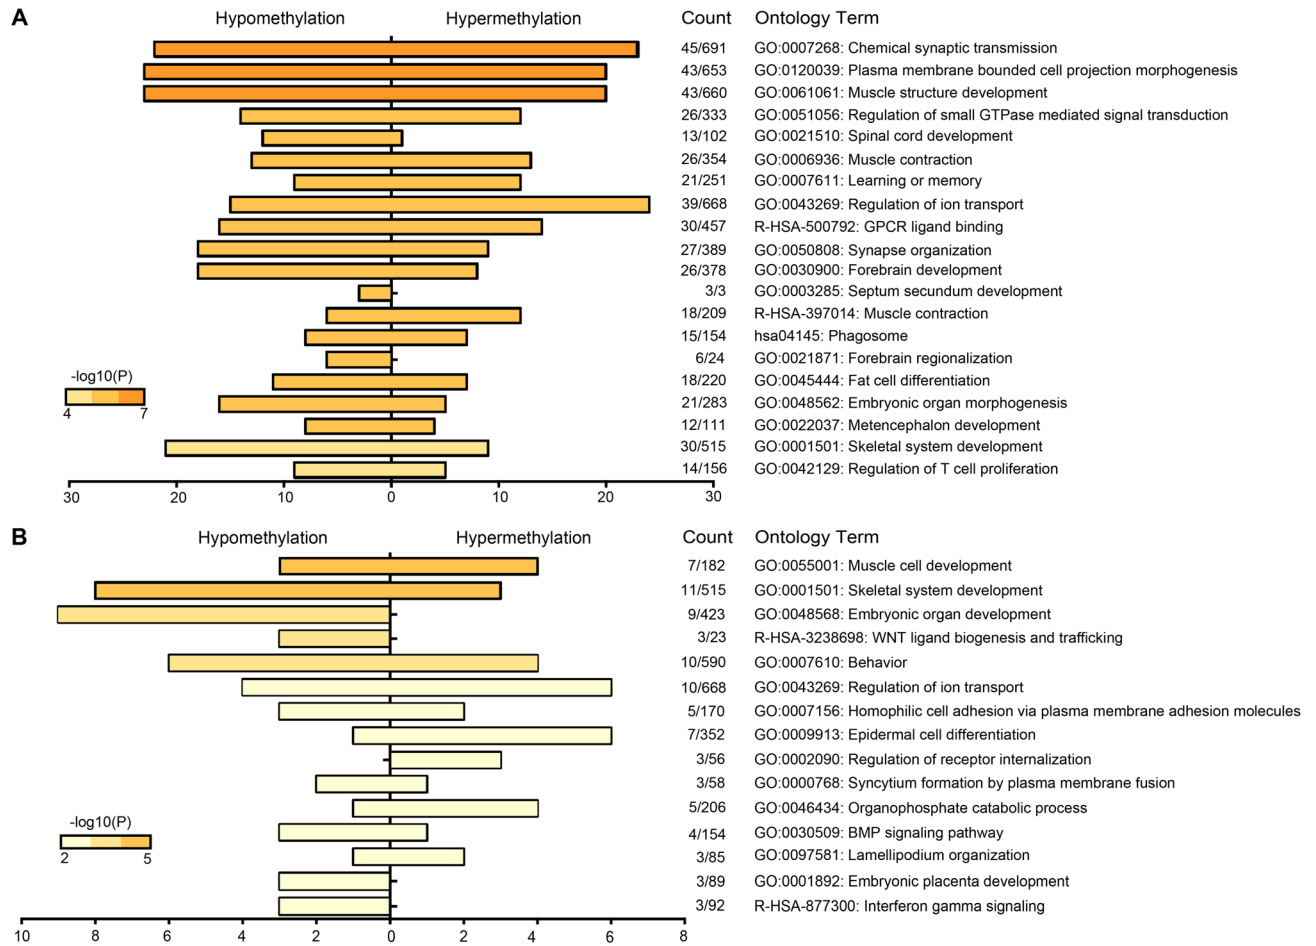 A
Hypomethylation Hypermethylation Count Ontology Term
45/691 GO:0007268: Chemical synaptic transmission
43/653 GO:0120039: Plasma membrane bounded cell projection morphogenesis
43/660 GO:0061061: Muscle structure development
26/333 GO:0051056: Regulation of small GTPase mediated signal transduction
13/102 GO:0021510: Spinal cord development
26/354 GO:0006936: Muscle contraction
21/251 GO:0007611: Learning or memory
39/668 GO:0043269: Regulation of ion transport
30/457 R-HSA-500792: GPCR ligand binding
27/389 GO:0050808: Synapse organization
26/378 GO:0030900: Forebrain development
3/3 GO:0003285: Septum secundum development
18/209 R-HSA-397014: Muscle contraction
15/154 hsa04145: Phagosome
6/24 GO:0021871: Forebrain regionalization
18/220 GO:0045444: Fat cell differentiation
21/283 GO:0048562: Embryonic organ morphogenesis
12/111 GO:0022037: Metencephalon development
30/515 GO:0001501: Skeletal system development
14/156 GO:0042129: Regulation of T cell proliferation
-log10(P)
4 7
30 20 10 0 10 20 30
B
Hypomethylation Hypermethylation Count Ontology Term
7/182 GO:0055001: Muscle cell development
11/515 GO:0001501: Skeletal system development
9/423 GO:0048568: Embryonic organ development
3/23 R-HSA-3238698: WNT ligand biogenesis and trafficking
10/590 GO:0007610: Behavior
10/668 GO:0043269: Regulation of ion transport
5/170 GO:0007156: Homophilic cell adhesion via plasma membrane adhesion molecules
7/352 GO:0009913: Epidermal cell differentiation
3/56 GO:0002090: Regulation of receptor internalization
3/58 GO:0000768: Syncytium formation by plasma membrane fusion
5/206 GO:0046434: Organophosphate catabolic process
4/154 GO:0030509: BMP signaling pathway
3/85 GO:0097581: Lamellipodium organization
3/89 GO:0001892: Embryonic placenta development
3/92 R-HSA-877300: Interferon gamma signaling
-log10(P)
2 5
10 8 6 4 2 0 2 4 6 8